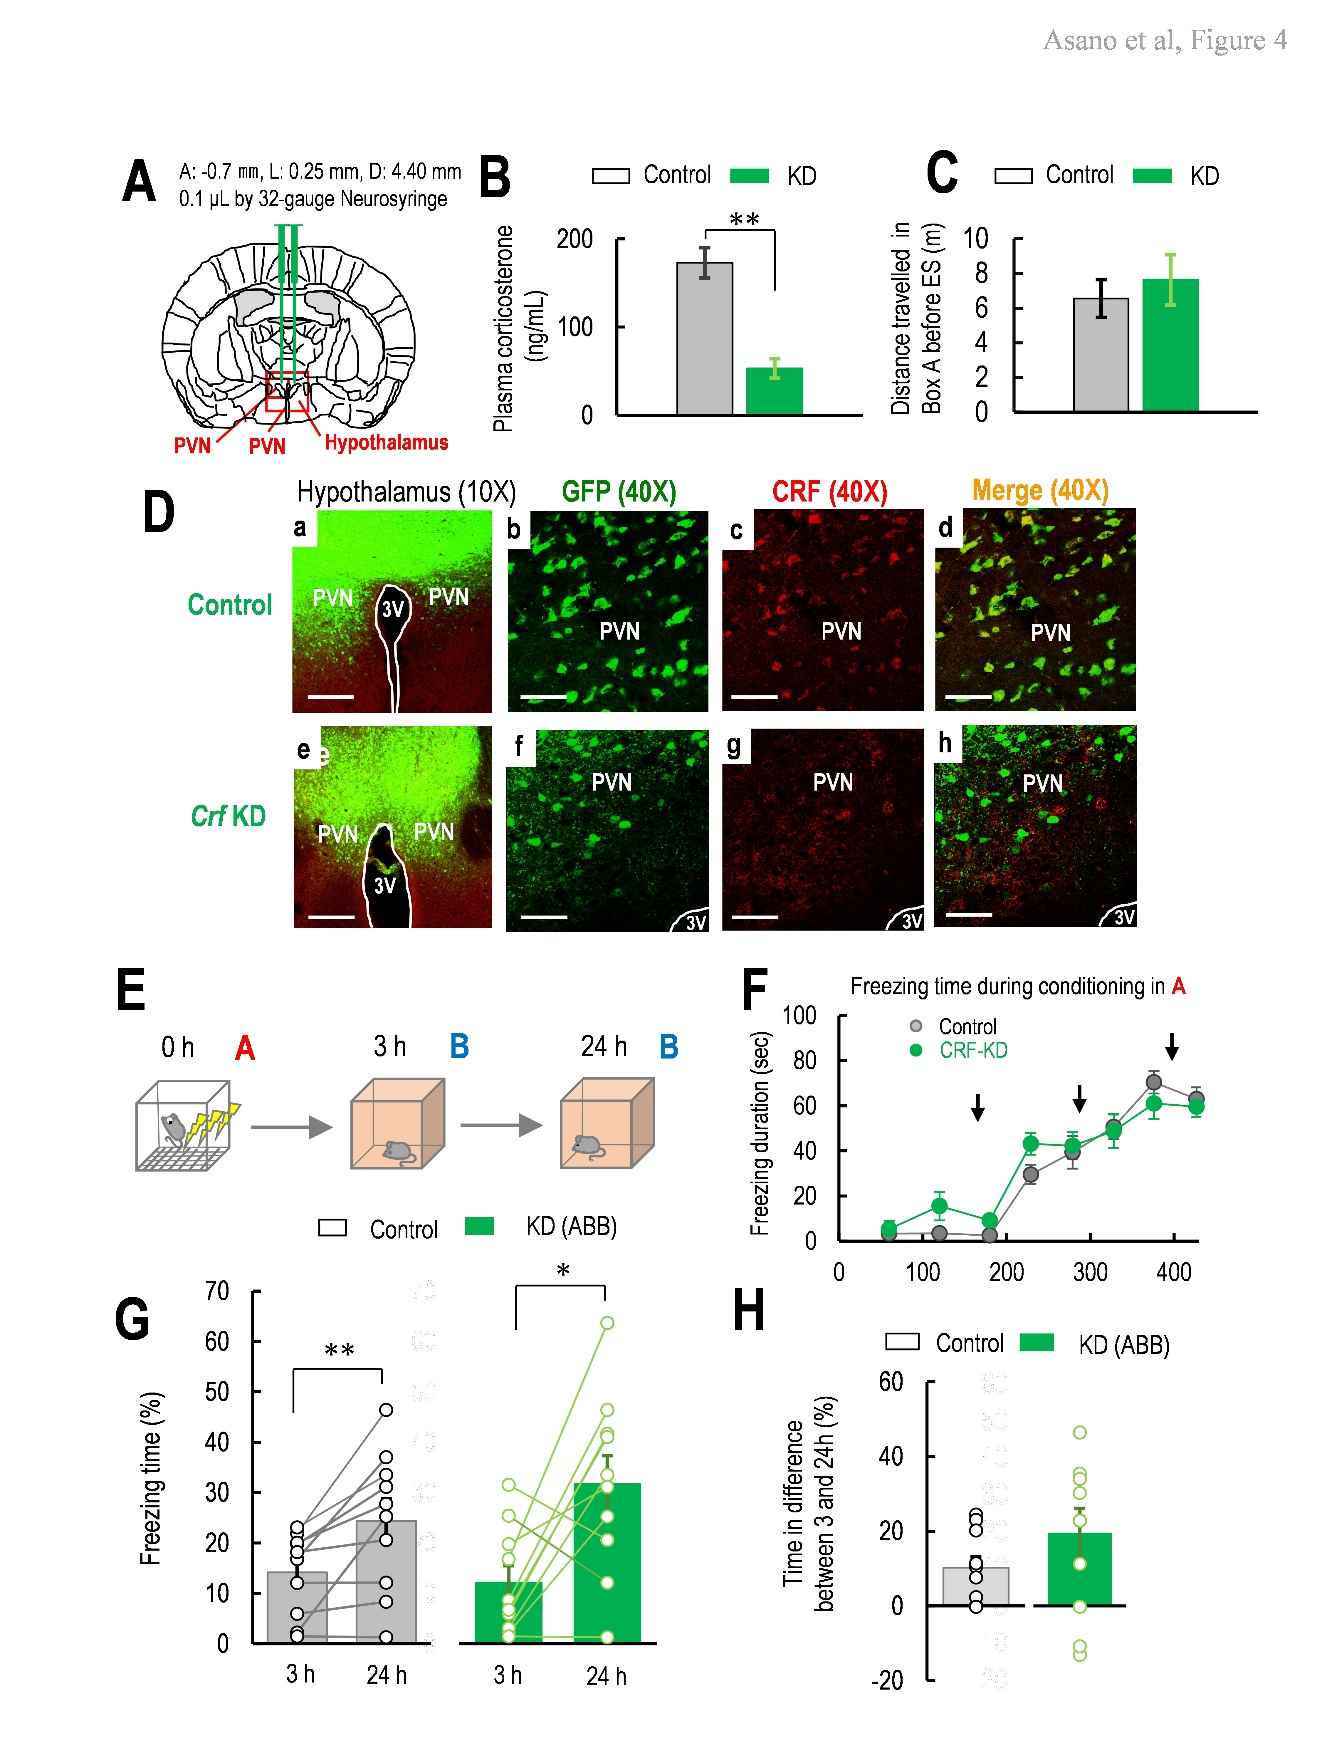 Asano et al, Figure 4
A
A: -0.7 mm, L: 0.25 mm, D: 4.40 mm
0.1 µL by 32-gauge Neurosyringe
PVN
PVN
Hypothalamus
B
Control
KD
Plasma corticosterone
(ng/mL)
200
100
0
**
C
Control
KD
Distance travelled in
Box A before ES (m)
10
8
6
4
2
0
D
Hypothalamus (10X)
GFP (40X)
CRF (40X)
Merge (40X)
Control
a
PVN
3V
PVN
b
PVN
c
PVN
d
PVN
Crf KD
e
e
PVN
PVN
3V
f
PVN
3V
g
PVN
3V
h
PVN
3V
E
0 h
A
3 h
B
24 h
B
F
Freezing time during conditioning in A
Control
CRF-KD
Freezing duration (sec)
100
80
60
40
20
0
0
100
200
300
400
G
Control
KD (ABB)
Freezing time (%)
70
60
50
40
30
20
10
0
**
*
3 h
24 h
3 h
24 h
H
Control
KD (ABB)
Time in difference
between 3 and 24h (%)
60
40
20
0
-20